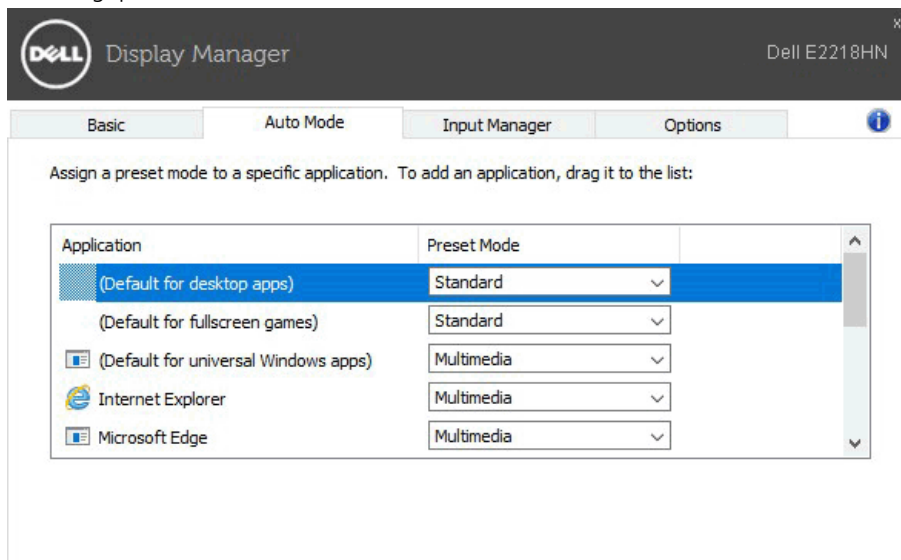 x
DELL Display Manager Dell E2218HN
Basic Auto Mode Input Manager Options
Assign a preset mode to a specific application. To add an application, drag it to the list:
Application Preset Mode
(Default for desktop apps) Standard
(Default for fullscreen games) Standard
(Default for universal Windows apps) Multimedia
Internet Explorer Multimedia
Microsoft Edge Multimedia